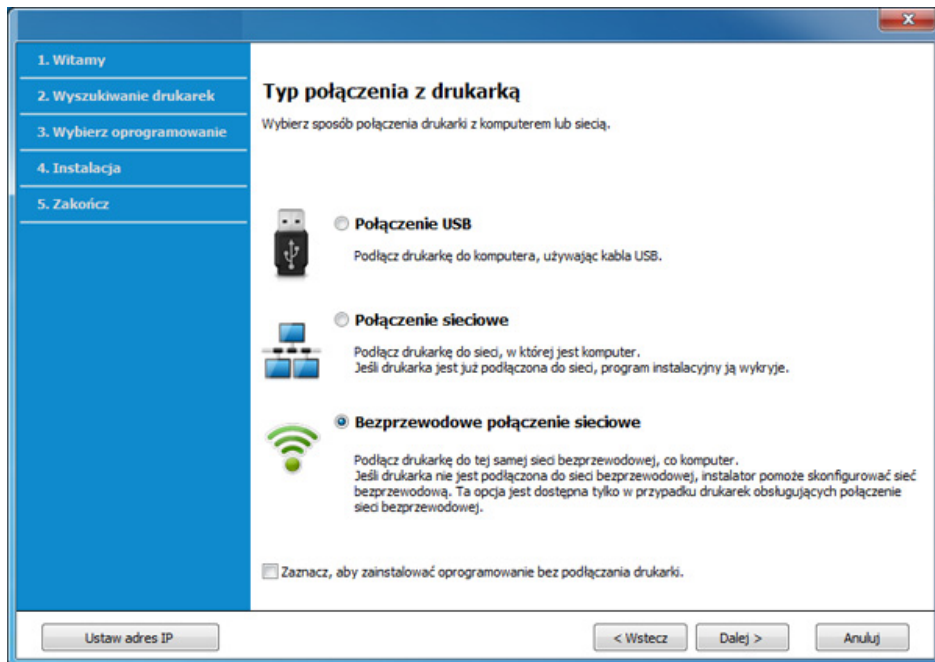 1. Witamy
2. Wyszukiwanie drukarek
3. Wybierz oprogramowanie
4. Instalacja
5. Zakończ
Typ połączenia z drukarką
Wybierz sposób połączenia drukarki z komputerem lub siecią.
Połączenie USB
Podłącz drukarkę do komputera, używając kabla USB.
Połączenie sieciowe
Podłącz drukarkę do sieci, w której jest komputer.
Jeśli drukarka jest już podłączona do sieci, program instalacyjny ją wykryje.
Bezprzewodowe połączenie sieciowe
Podłącz drukarkę do tej samej sieci bezprzewodowej, co komputer.
Jeśli drukarka nie jest podłączona do sieci bezprzewodowej, instalator pomoże skonfigurować sieć
bezprzewodową. Ta opcja jest dostępna tylko w przypadku drukarek obsługujących połączenie
sieci bezprzewodowej.
Zaznacz, aby zainstalować oprogramowanie bez podłączania drukarki.
Ustaw adres IP
< Wstecz
Dalej >
Anuluj